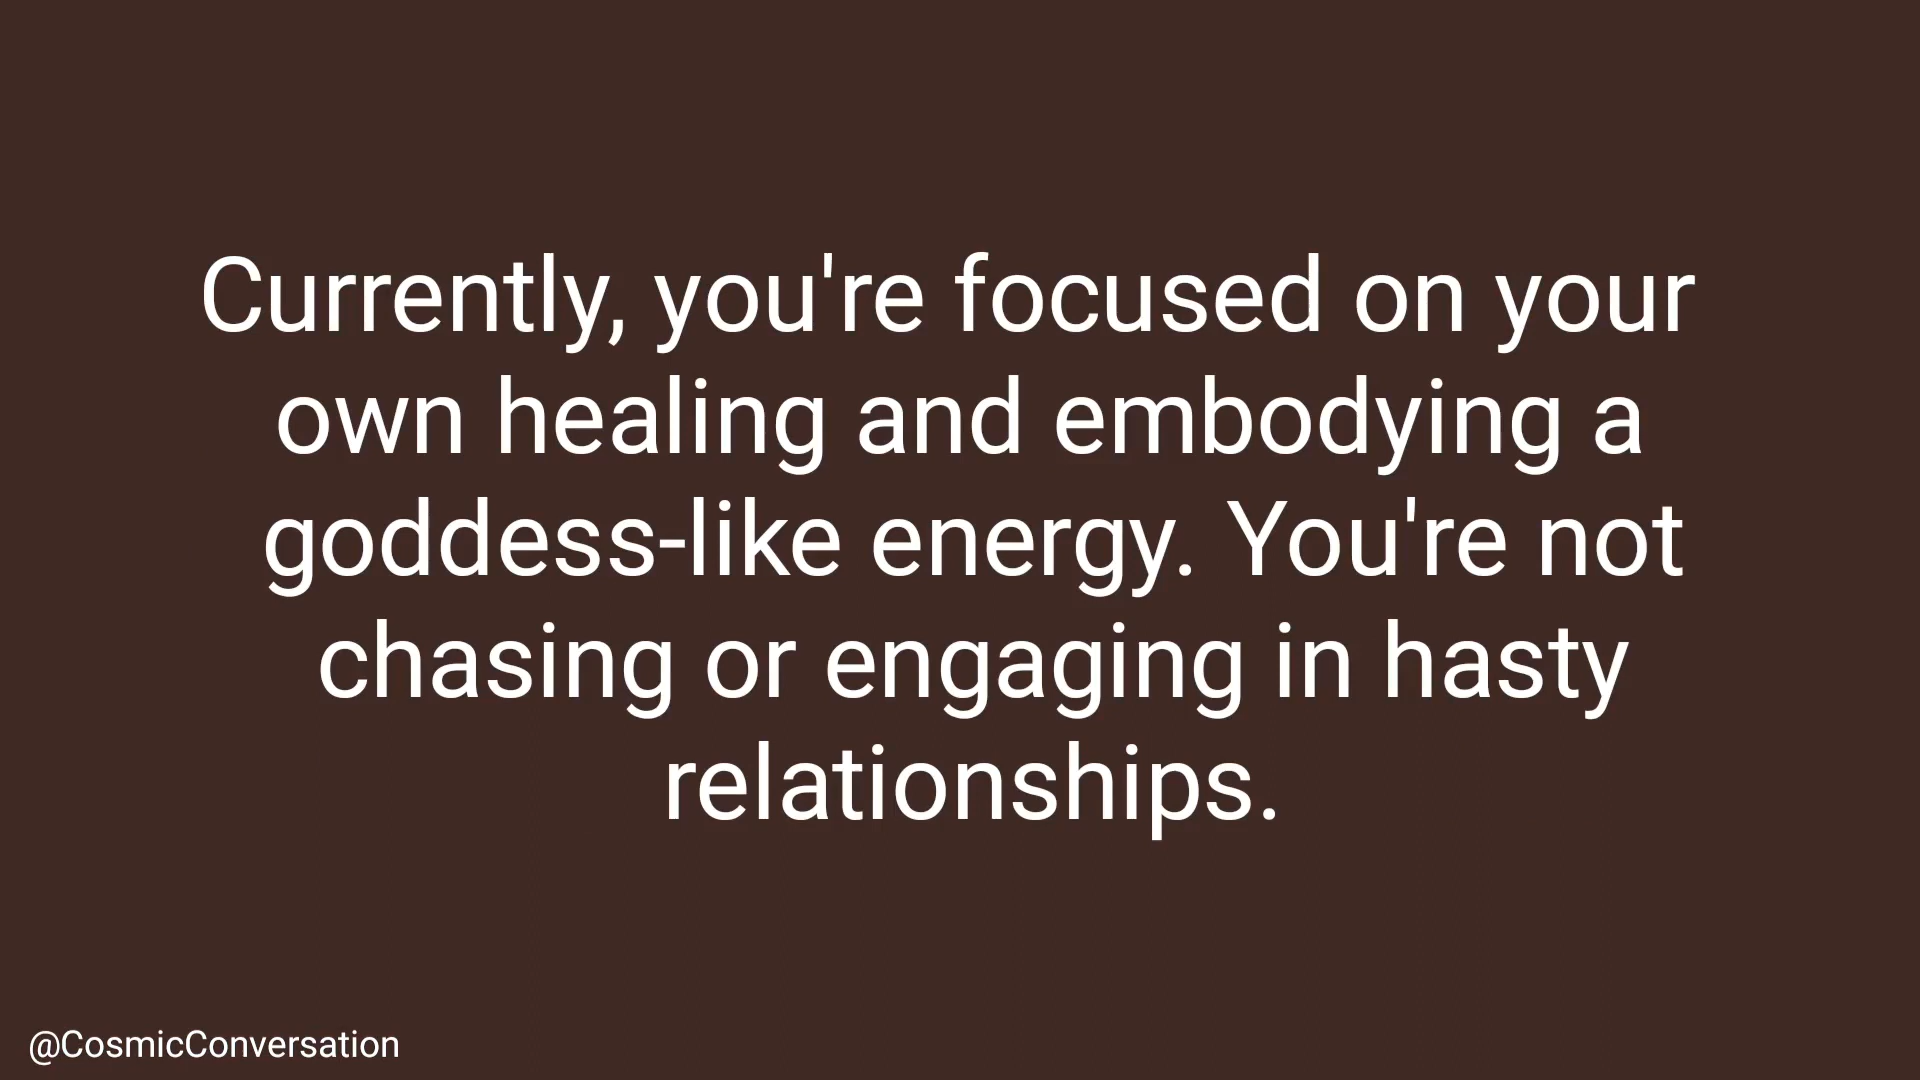 Currently, you're focused on your
own healing and embodying a
goddess-like energy. You're not
chasing or engaging in hasty
relationships.
@CosmicConversation